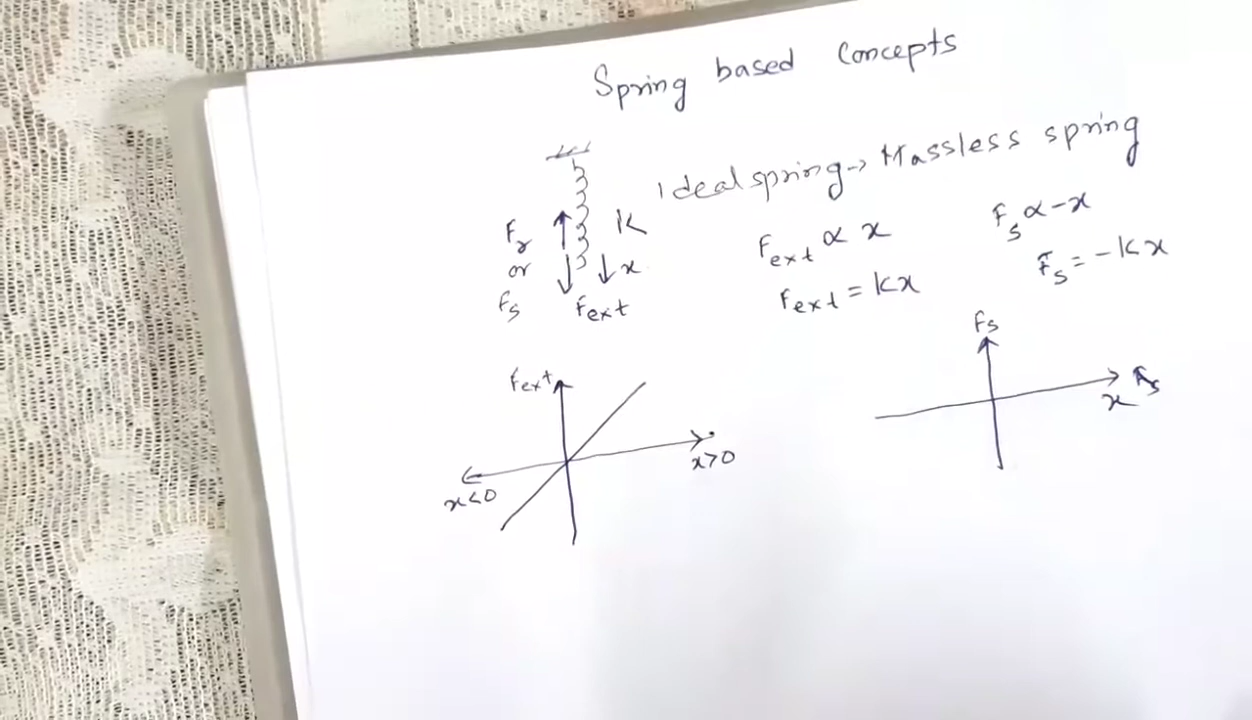 Spring based Concepts
Ideal spring → Massless spring
Fr
or
Fs
K
x
Fext
Fext ∝ x
Fext = Kx
Fs ∝ -x
Fs = -Kx
Fext
x<0
x>0
Fs
x